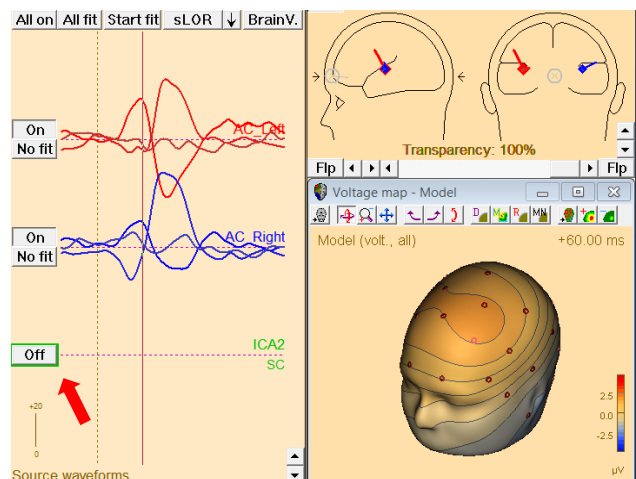 All on All fit Start fit sLOR ↓ BrainV.
On
No fit
AC_Left
On
No fit
AC_Right
Off
ICA2
SC
+20
0
Source waveforms
Transparency: 100%
Flp Flp
Voltage map - Model
D M R MN
Model (volt., all) +60.00 ms
2.5
0.0
-2.5
µV